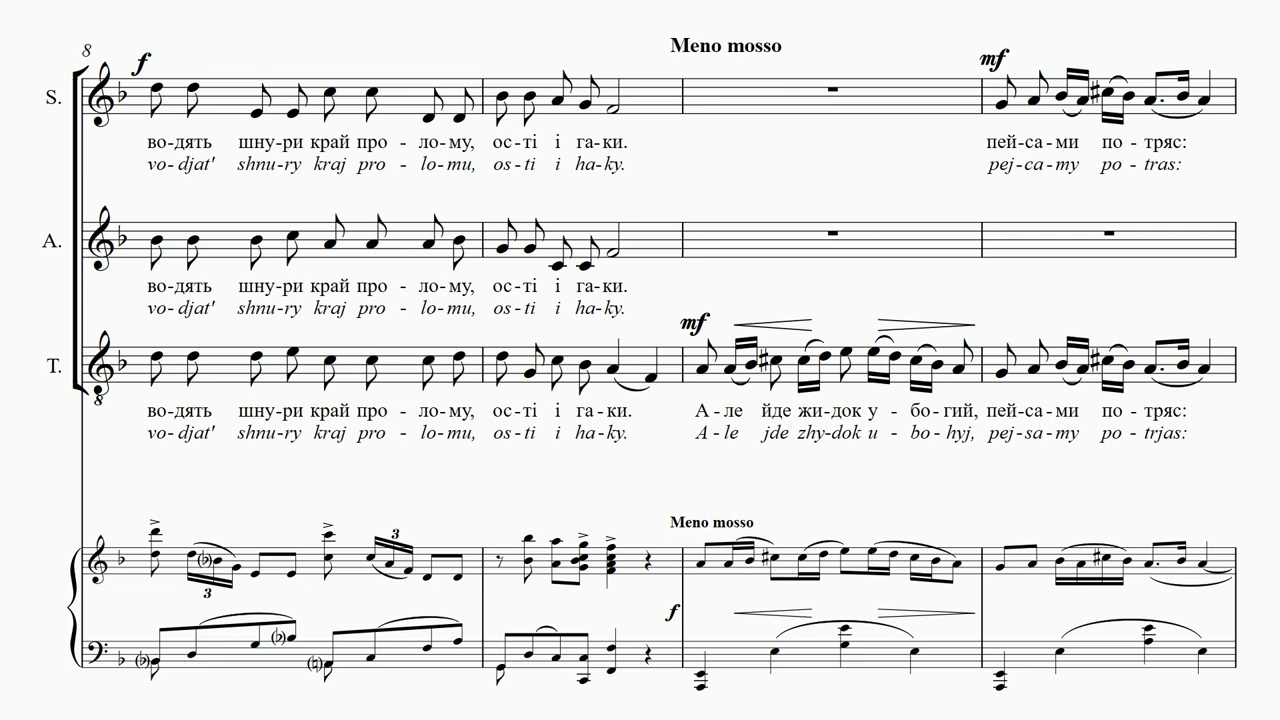 8
f
Meno mosso
mf
S.
во-дять шну-ри край про - ло-му, ос-ті і га-ки. пей-са-ми по - тряс:
vo-djat' shnu-ry kraj pro - lo-mu, os-ti i ha-ky. pej-ca-my po - tras:
A.
во-дять шну-ри край про - ло-му, ос-ті і га-ки.
vo-djat' shnu-ry kraj pro - lo-mu, os-ti i ha-ky.
mf
T.
8
во-дять шну-ри край про - ло-му, ос-ті і га-ки. А-ле йде жи-док у - бо-гий, пей-са-ми по - тряс:
vo-djat' shnu-ry kraj pro - lo-mu, os-ti i ha-ky. A-le jde zhy-dok u - bo-hyj, pej-sa-my po - trjas:
Meno mosso
3
3
f